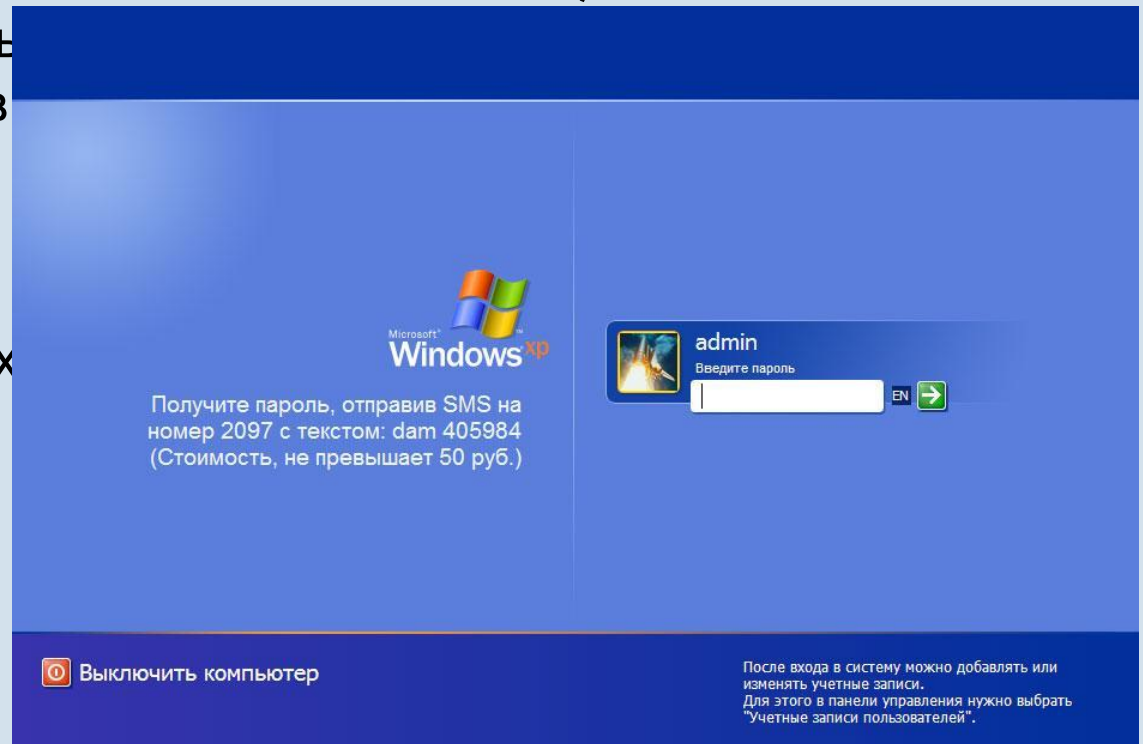 ь
в
х
Microsoft®
Windows xp™
Получите пароль, отправив SMS на
номер 2097 с текстом: dam 405984
(Стоимость, не превышает 50 руб.)
admin
Введите пароль
EN
Выключить компьютер
После входа в систему можно добавлять или
изменять учетные записи.
Для этого в панели управления нужно выбрать
"Учетные записи пользователей".